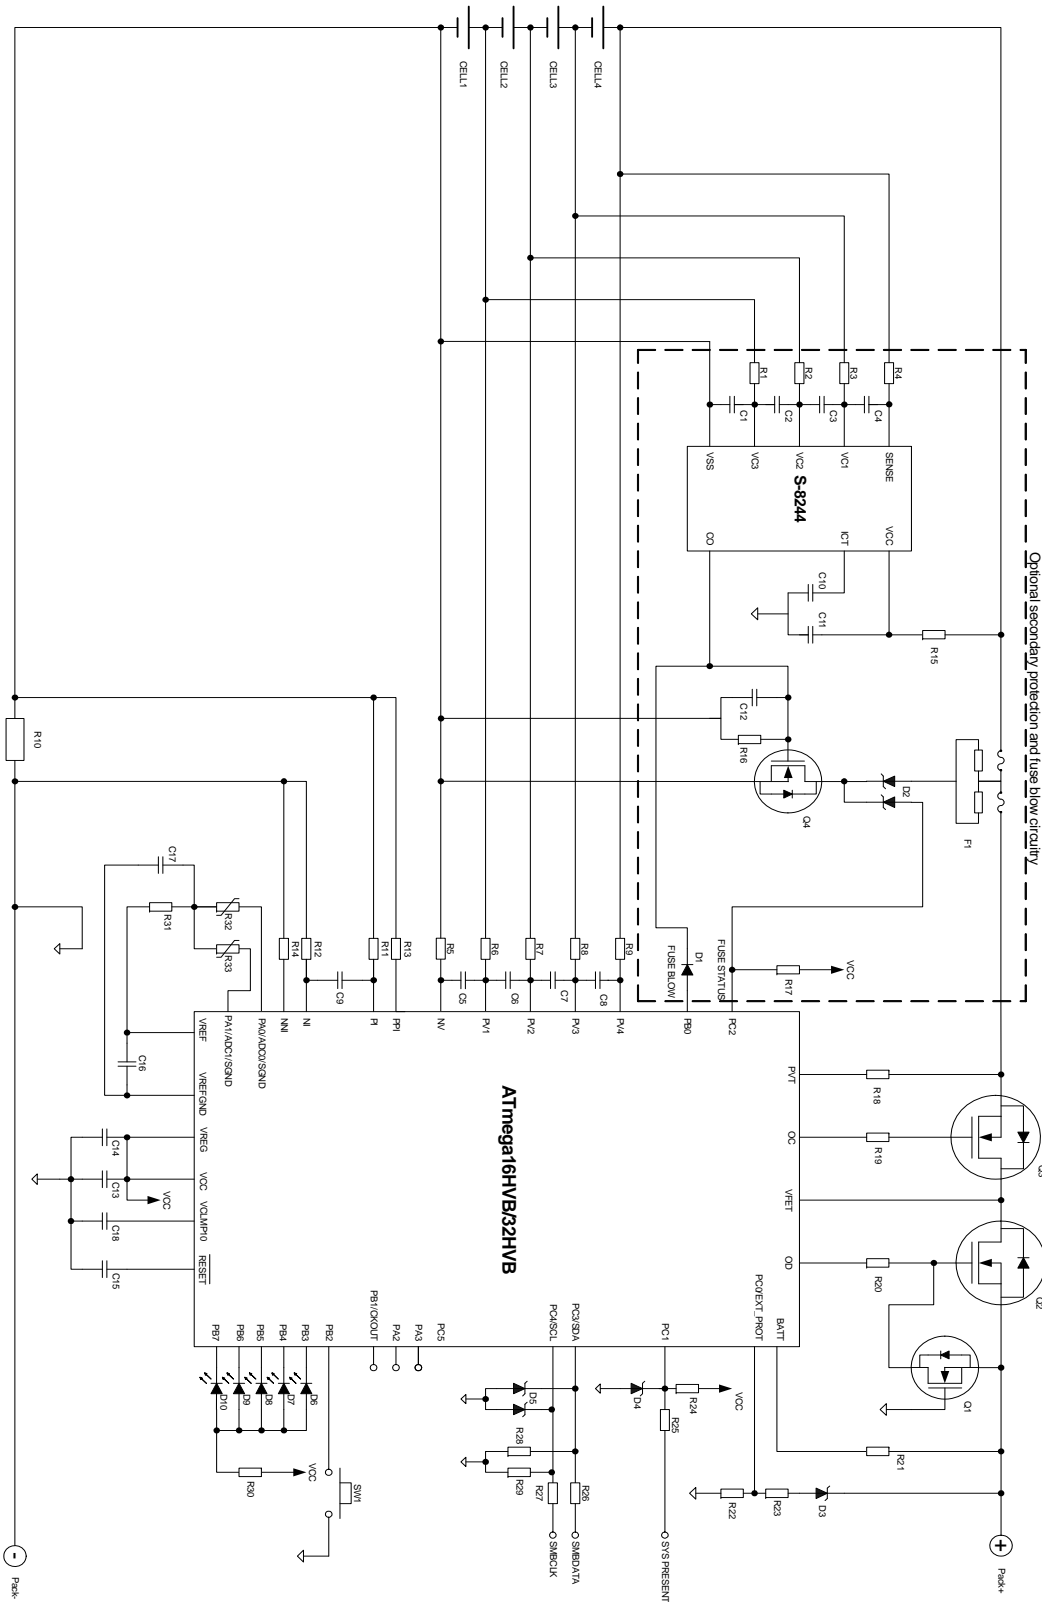 Optional secondary protection and fuse blow circuitry
CELL1
CELL2
CELL3
CELL4
R1
R2
R3
R4
C1
C2
C3
C4
VSS
VC3
VC2
VC1
SENSE
S-8244
CO
ICT
VCC
C10
C11
R15
C12
R16
Q4
D2
F1
D1
FUSE BLOW
FUSE STATUS
R17
VCC
R10
C17
R31
R32
R33
R14
R12
R11
R13
R5
R6
R7
R8
R9
C9
C5
C6
C7
C8
VREF
PA1/ADC1/SGND
PA0/ADC0/SGND
NNI
NI
PI
PPI
NV
PV1
PV2
PV3
PV4
PB0
PC2
C16
VREFGND
VREG
VCC
VCLMP10
RESET
C14
C13
C18
C15
VCC
ATmega16HVB/32HVB
PVT
OC
VFET
OD
PC0/EXT_PROT
BATT
R18
R19
R20
Q3
Q2
Q1
R21
R22
R23
D3
PB7
PB6
PB5
PB4
PB3
PB2
PB1/CKOUT
PA2
PA3
PC5
PC4/SCL
PC3/SDA
PC1
D10
D9
D8
D7
D6
R30
VCC
SW1
D5
R28
R29
R27
R26
D4
R24
R25
VCC
SMBCLK
SMBDATA
SYS PRESENT
+
Pack+
-
Pack-